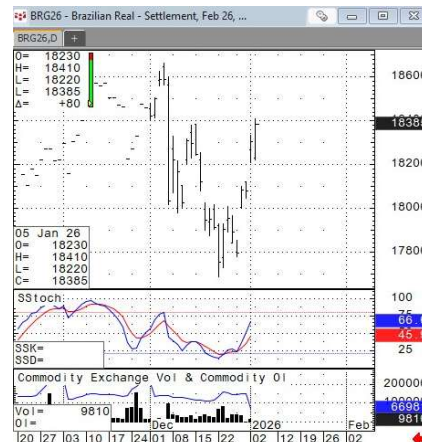 BRG26 - Brazilian Real - Settlement, Feb 26, ...
BRG26,D +
O= 18230
H= 18410
L= 18220
L= 18385
Δ= +80
18600
18385
18200
18000
17800
05 Jan 26
O= 18230
H= 18410
L= 18220
C= 18385
SStoch
100
75
66.
45.
25
SSK=
SSD=
Commodity Exchange Vol & Commodity OI
200000
6698
9810
Vol= 9810
OI=
Dec 2026 Feb
20 27 03 10 17 24 01 08 15 22 02 12 19 26 02